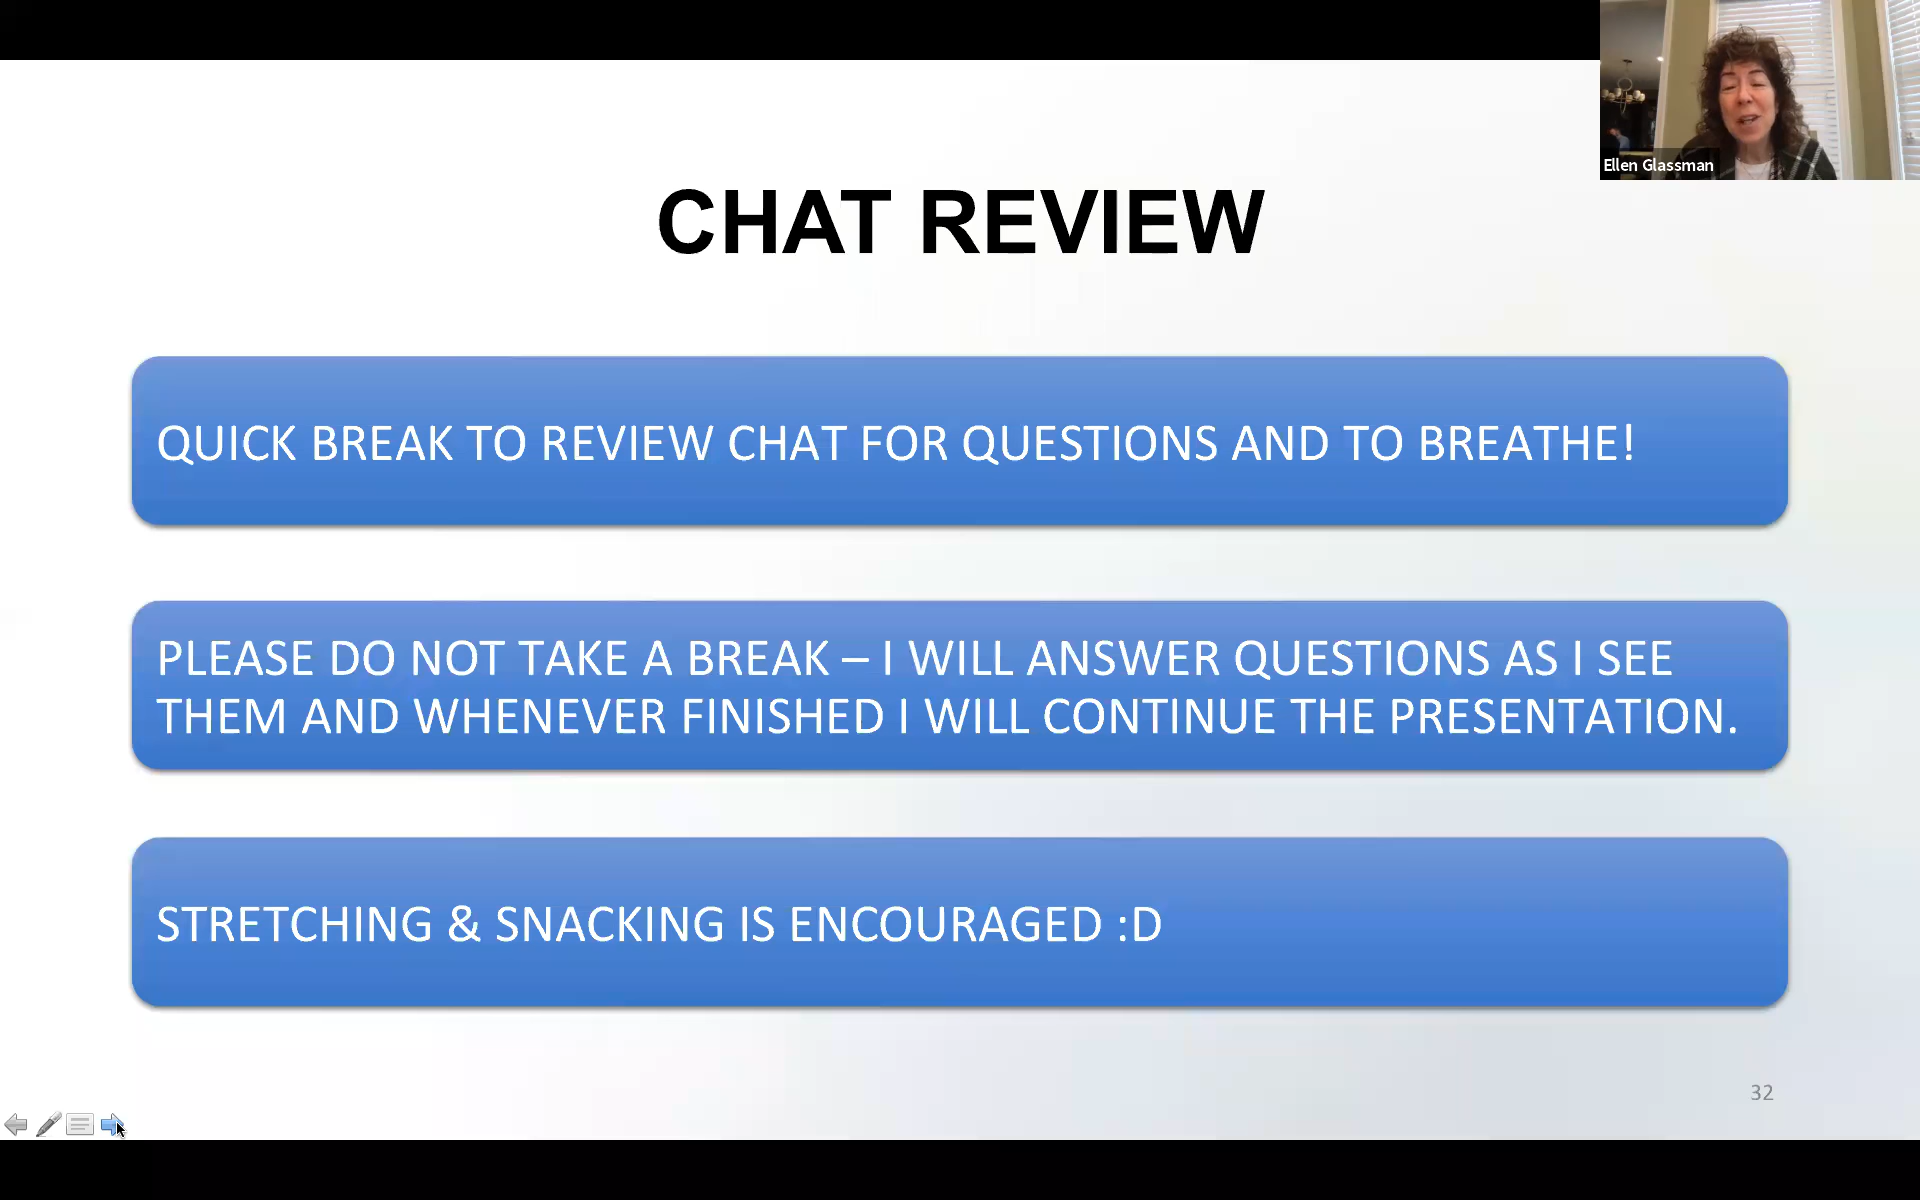 Ellen Glassman
CHAT REVIEW
QUICK BREAK TO REVIEW CHAT FOR QUESTIONS AND TO BREATHE!
PLEASE DO NOT TAKE A BREAK – I WILL ANSWER QUESTIONS AS I SEE
THEM AND WHENEVER FINISHED I WILL CONTINUE THE PRESENTATION.
STRETCHING & SNACKING IS ENCOURAGED :D
32